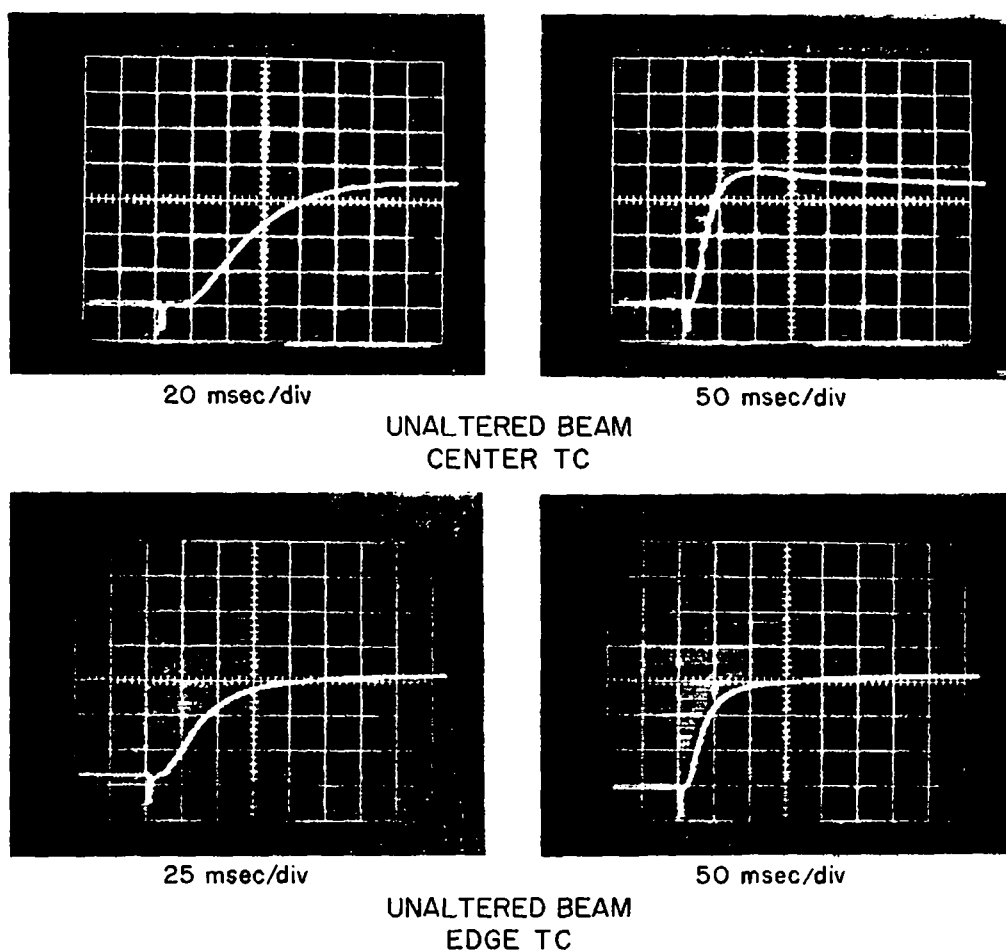 20 msec/div
50 msec/div
UNALTERED BEAM
CENTER TC
25 msec/div
50 msec/div
UNALTERED BEAM
EDGE TC